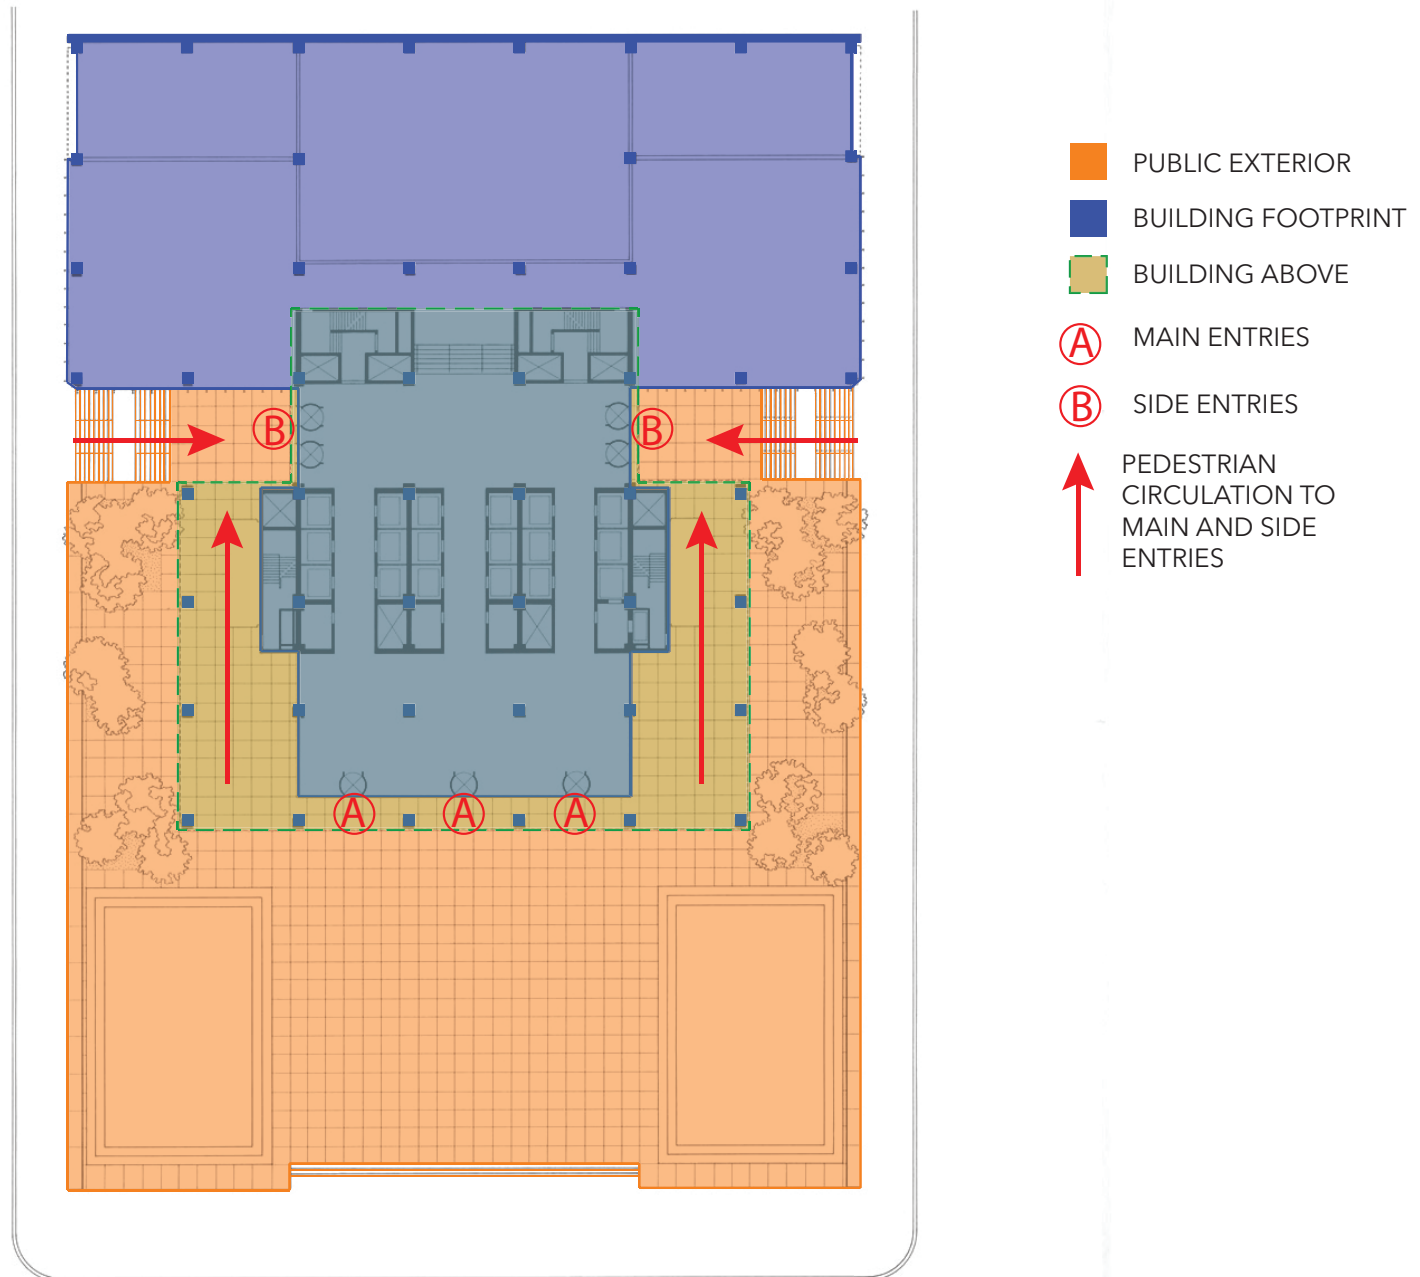 PUBLIC EXTERIOR
BUILDING FOOTPRINT
BUILDING ABOVE
A MAIN ENTRIES
B SIDE ENTRIES
PEDESTRIAN
CIRCULATION TO
MAIN AND SIDE
ENTRIES
B B
A A A